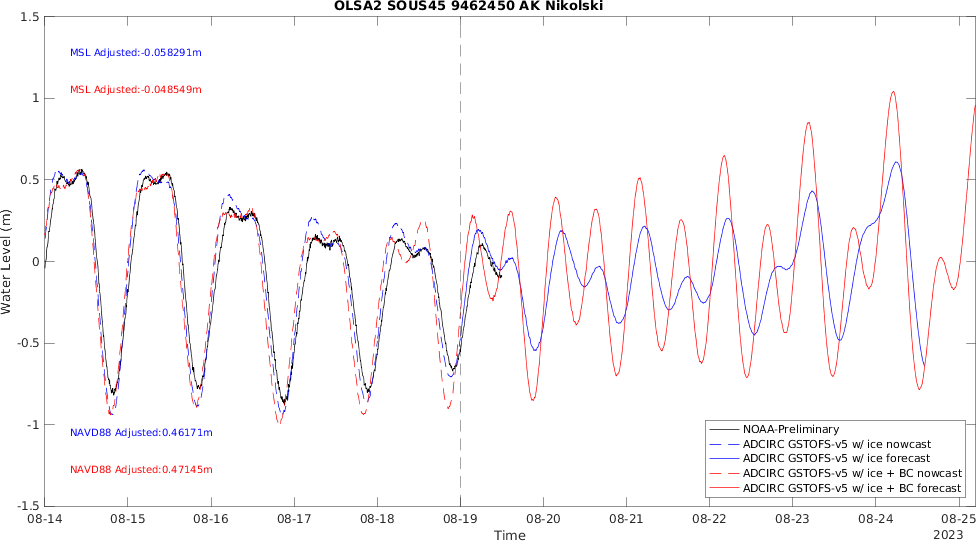 OLSA2 SOUS45 9462450 AK Nikolski
1.5
1
0.5
0
-0.5
-1
-1.5
Water Level (m)
MSL Adjusted:-0.058291m
MSL Adjusted:-0.048549m
NAVD88 Adjusted:0.46171m
NAVD88 Adjusted:0.47145m
NOAA-Preliminary
ADCIRC GSTOFS-v5 w/ ice nowcast
ADCIRC GSTOFS-v5 w/ ice forecast
ADCIRC GSTOFS-v5 w/ ice + BC nowcast
ADCIRC GSTOFS-v5 w/ ice + BC forecast
08-14 08-15 08-16 08-17 08-18 08-19 08-20 08-21 08-22 08-23 08-24 08-25
Time
2023